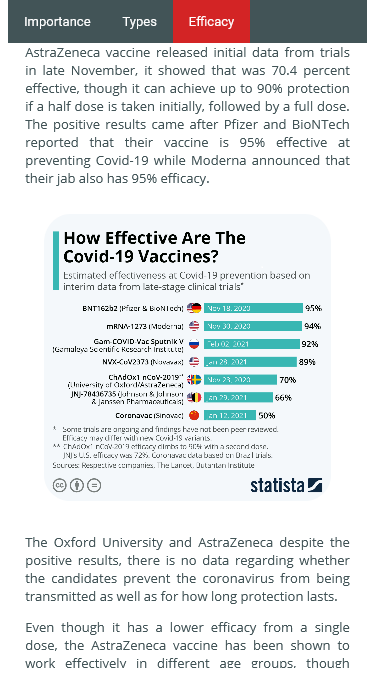 Importance Types Efficacy
AstraZeneca vaccine released initial data from trials
in late November, it showed that was 70.4 percent
effective, though it can achieve up to 90% protection
if a half dose is taken initially, followed by a full dose.
The positive results came after Pfizer and BioNTech
reported that their vaccine is 95% effective at
preventing Covid-19 while Moderna announced that
their jab also has 95% efficacy.
How Effective Are The
Covid-19 Vaccines?
Estimated effectiveness at Covid-19 prevention based on
interim data from late-stage clinical trials*
BNT162b2 (Pfizer & BioNTech) Nov 18, 2020 95%
mRNA-1273 (Moderna) Nov 30, 2020 94%
Gam-COVID-Vac Sputnik V
(Gamaleya Scientific Research Institute) Feb 02, 2021 92%
NVX-CoV2373 (Novavax) Jan 28, 2021 89%
ChAdOx1 nCoV-2019**
(University of Oxford/AstraZeneca) Nov 23, 2020 70%
JNJ-78436735 (Johnson & Johnson
& Janssen Pharmaceuticals) Jan 29, 2021 66%
Coronavac (Sinovac) Jan 12, 2021 50%
* Some trials are ongoing and findings have not been peer-reviewed.
Efficacy may differ with new Covid-19 variants.
** ChAdOx1 nCoV-2019 efficacy climbs to 90% with a second dose.
JNJ's U.S. efficacy was 72%. Coronavac data based on Brazil trials.
Sources: Respective companies, The Lancet, Butantan Institute
cc
statista
The Oxford University and AstraZeneca despite the
positive results, there is no data regarding whether
the candidates prevent the coronavirus from being
transmitted as well as for how long protection lasts.
Even though it has a lower efficacy from a single
dose, the AstraZeneca vaccine has been shown to
work effectively in different age groups, though